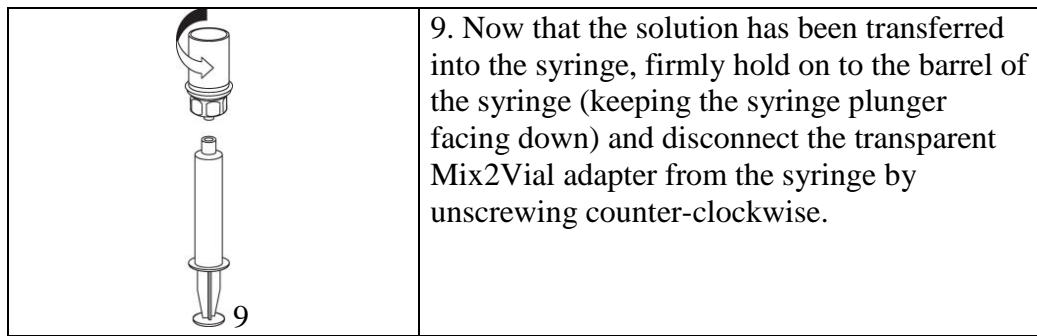 9. Now that the solution has been transferred
into the syringe, firmly hold on to the barrel of
the syringe (keeping the syringe plunger
facing down) and disconnect the transparent
Mix2Vial adapter from the syringe by
unscrewing counter-clockwise.
9